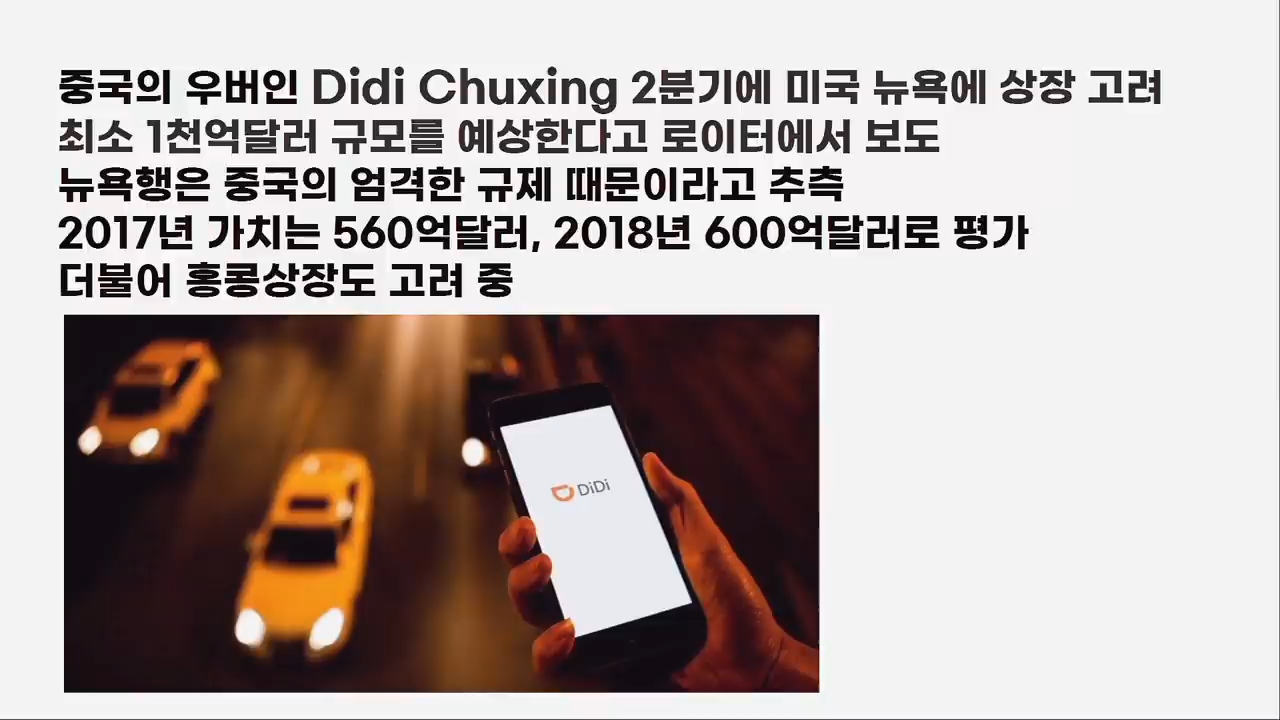 중국의 우버인 Didi Chuxing 2분기에 미국 뉴욕에 상장 고려
최소 1천억달러 규모를 예상한다고 로이터에서 보도
뉴욕행은 중국의 엄격한 규제 때문이라고 추측
2017년 가치는 560억달러, 2018년 600억달러로 평가
더불어 홍콩상장도 고려 중
DiDi